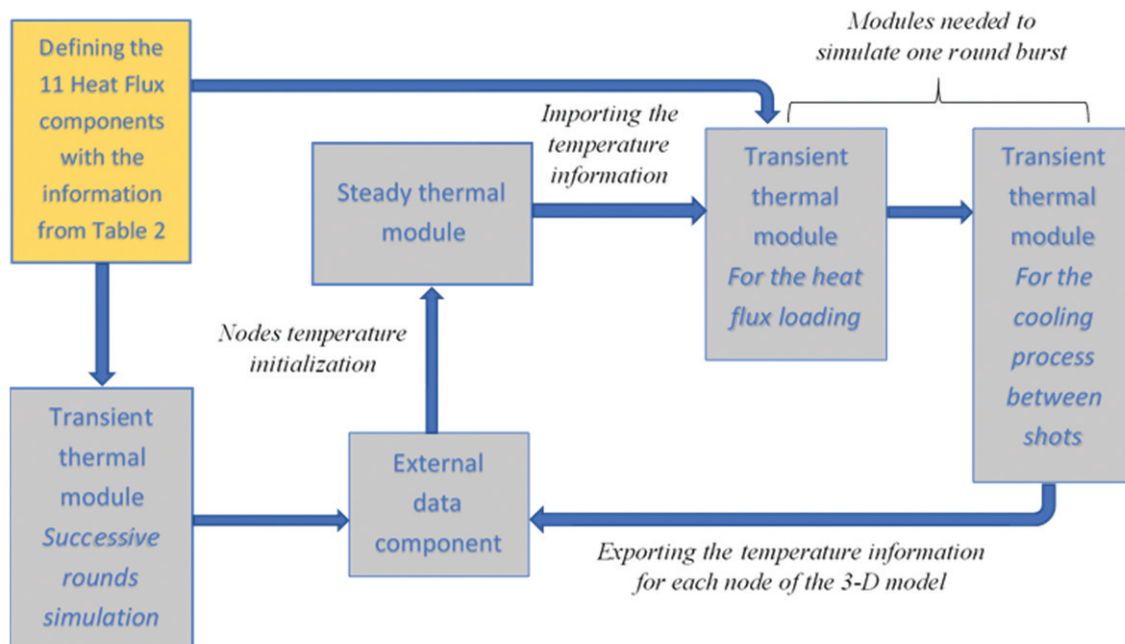 Defining the
11 Heat Flux
components
with the
information
from Table 2
Modules needed to
simulate one round burst
Importing the
temperature
information
Steady thermal
module
Transient
thermal
module
For the heat
flux loading
Transient
thermal
module
For the
cooling
process
between
shots
Nodes temperature
initialization
Transient
thermal
module
Successive
rounds
simulation
External
data
component
Exporting the temperature information
for each node of the 3-D model